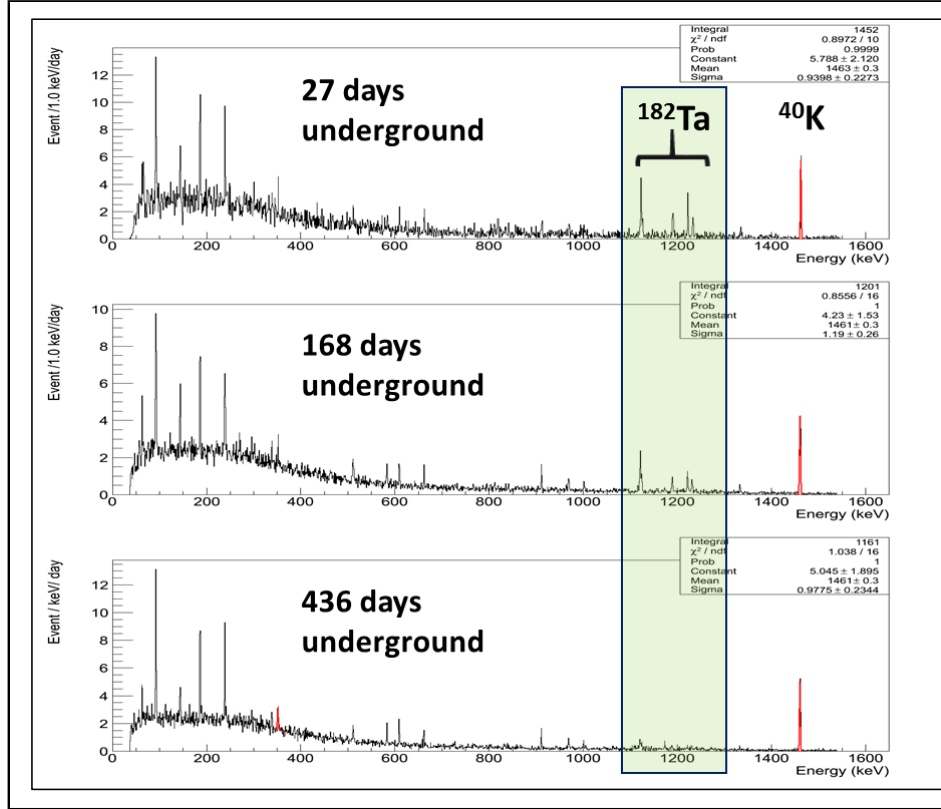 Integral 1452
χ² / ndf 0.8972 / 10
Prob 0.9999
Constant 5.788 ± 2.120
Mean 1463 ± 0.3
Sigma 0.9398 ± 0.2273
Event /1.0 keV/day
12
10
8
6
4
2
0
27 days
underground
182Ta
40K
0 200 400 600 800 1000 1200 1400 1600
Energy (keV)
Integral 1201
χ² / ndf 0.8556 / 16
Prob 1
Constant 4.23 ± 1.53
Mean 1461 ± 0.3
Sigma 1.19 ± 0.26
Event /1.0 keV/day
10
8
6
4
2
0
168 days
underground
0 200 400 600 800 1000 1200 1400 1600
Energy (keV)
Integral 1161
χ² / ndf 1.038 / 16
Prob 1
Constant 5.045 ± 1.895
Mean 1461 ± 0.3
Sigma 0.9775 ± 0.2344
Event / keV/ day
12
10
8
6
4
2
0
436 days
underground
0 200 400 600 800 1000 1200 1400 1600
Energy (keV)